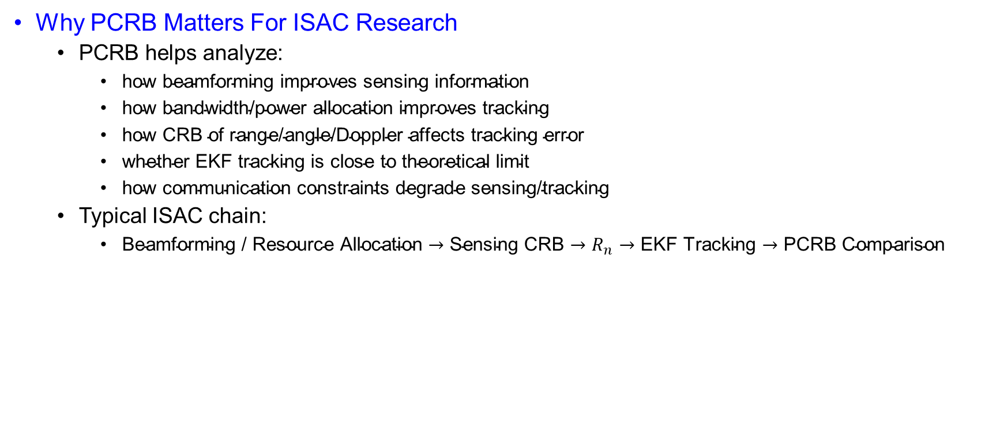 • Why PCRB Matters For ISAC Research
• PCRB helps analyze:
• how beamforming improves sensing information
• how bandwidth/power allocation improves tracking
• how CRB of range/angle/Doppler affects tracking error
• whether EKF tracking is close to theoretical limit
• how communication constraints degrade sensing/tracking
• Typical ISAC chain:
• Beamforming / Resource Allocation → Sensing CRB → Rₙ → EKF Tracking → PCRB Comparison